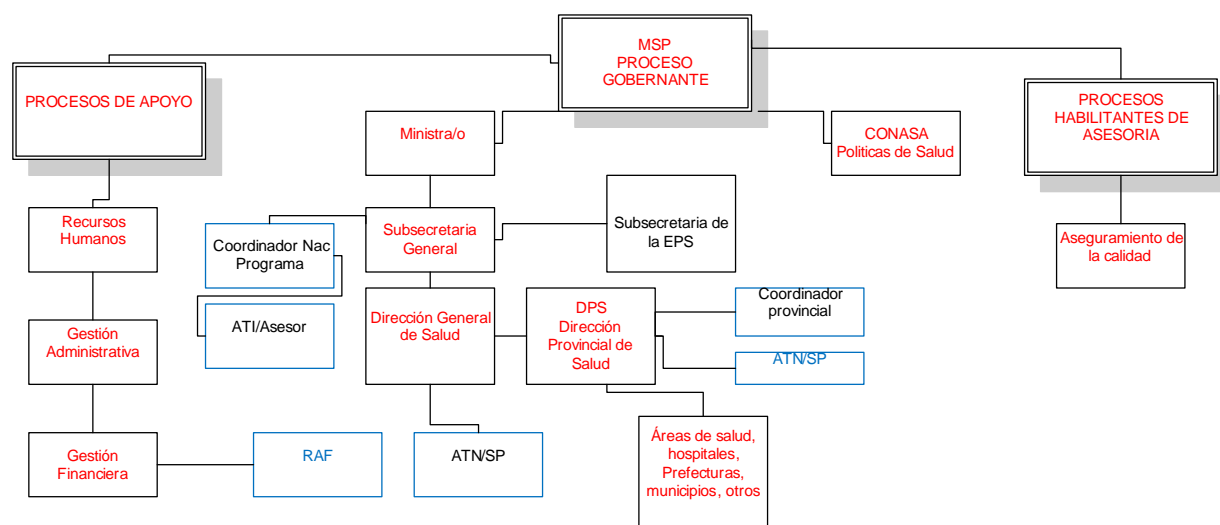 MSP
PROCESO
GOBERNANTE
PROCESOS DE APOYO
PROCESOS
HABILITANTES DE
ASESORIA
Ministra/o
CONASA
Politicas de Salud
Recursos
Humanos
Coordinador Nac
Programa
Subsecretaria
General
Subsecretaria de
la EPS
Aseguramiento de
la calidad
Gestión
Administrativa
ATI/Asesor
Dirección General
de Salud
DPS
Dirección
Provincial de
Salud
Coordinador
provincial
ATN/SP
Gestión
Financiera
RAF
ATN/SP
Áreas de salud,
hospitales,
Prefecturas,
municipios, otros